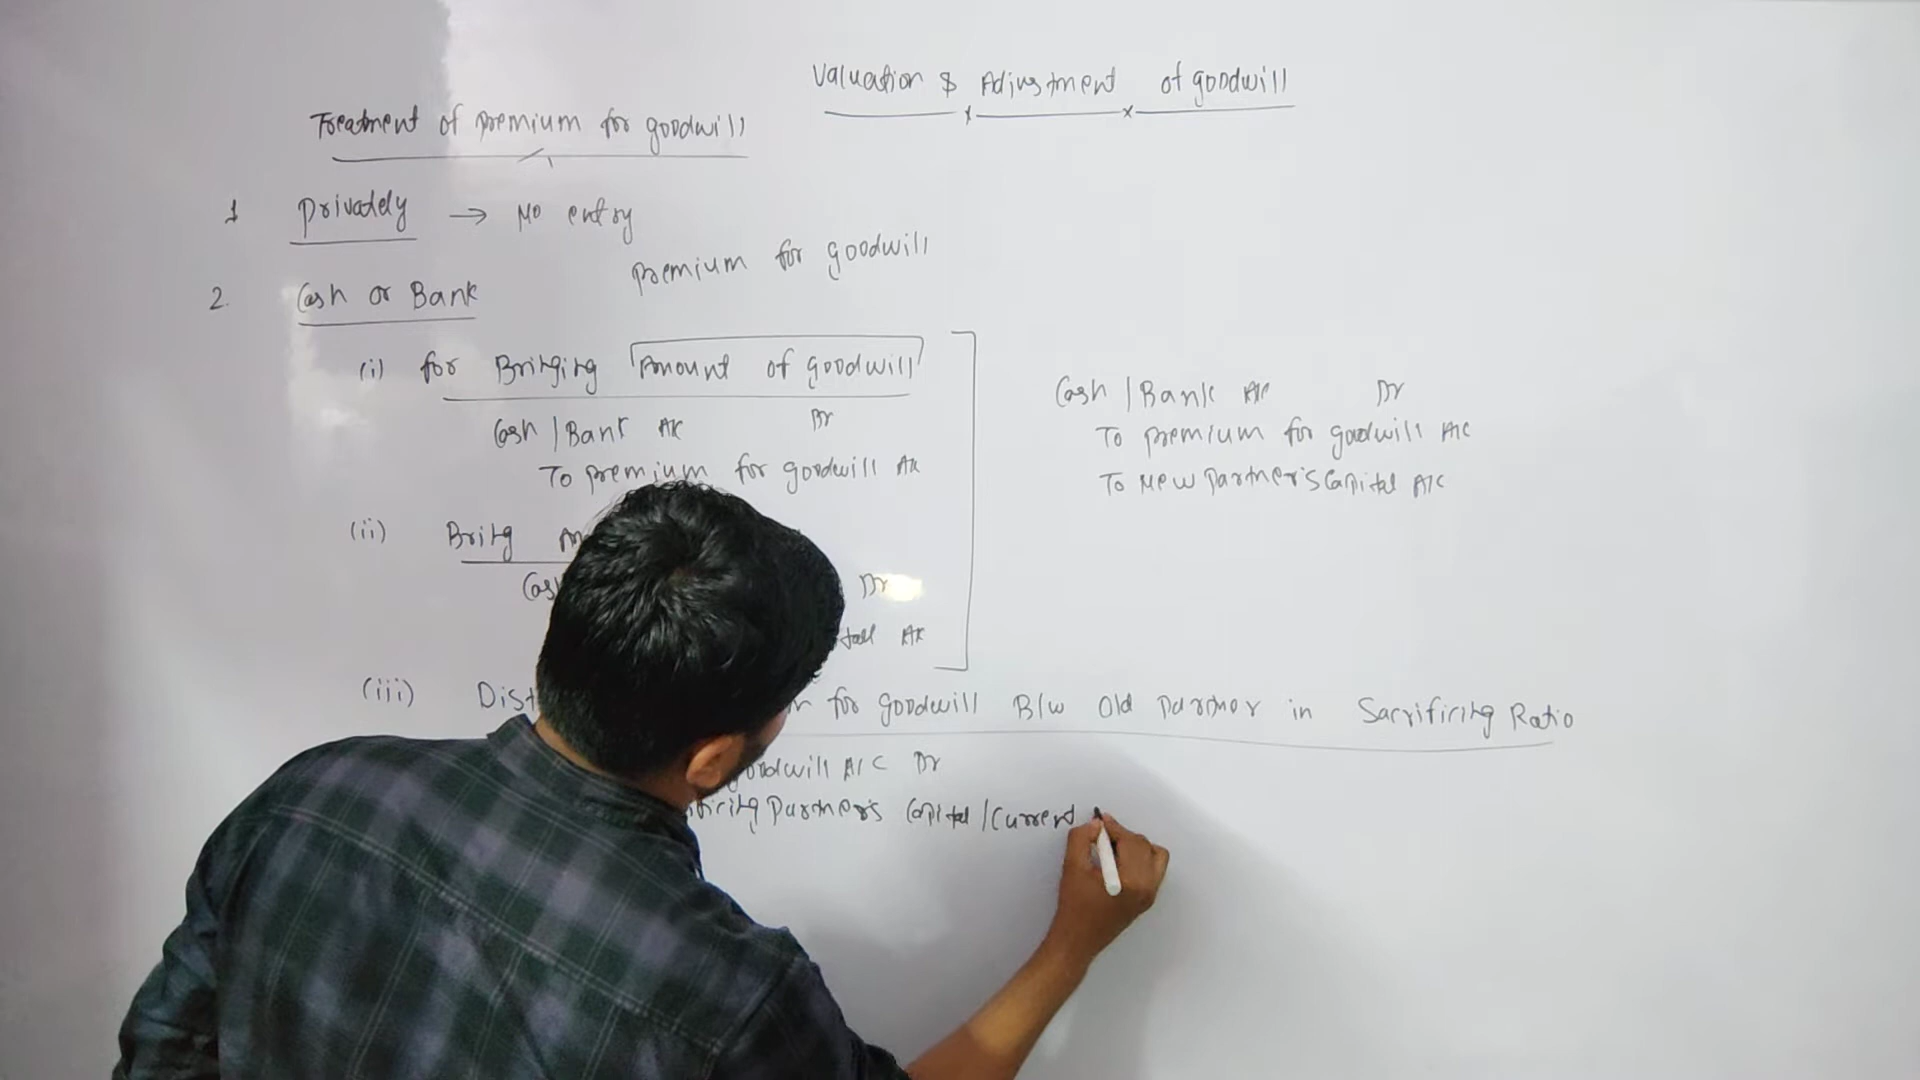 Valuation & Adjustment of goodwill
Treatment of premium for goodwill
1 Privately → No entry
premium for goodwill
2. Cash or Bank
(i) for Bringing Amount of goodwill
Cash / Bank A/c Dr
To premium for goodwill A/c
(ii) Bring
Dr
A/c
(iii) for goodwill B/w Old Partner in Sacrificing Ratio
goodwill A/C Dr
Partner's Capital / Current
Cash / Bank A/c Dr
To premium for goodwill A/C
To New Partner's Capital A/C